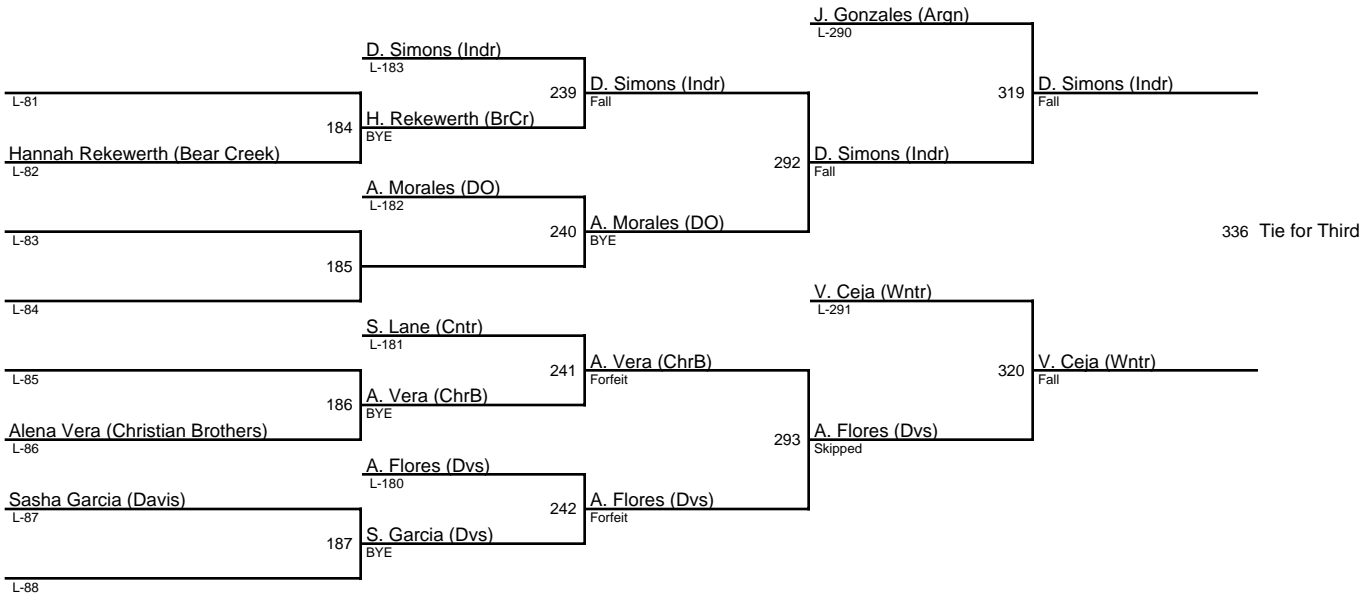 J. Gonzales (Argn)
L-290
D. Simons (Indr)
L-183
L-81
239
D. Simons (Indr)
Fall
319
D. Simons (Indr)
Fall
184
H. Rekewerth (BrCr)
BYE
Hannah Rekewerth (Bear Creek)
L-82
292
D. Simons (Indr)
Fall
A. Morales (DO)
L-182
L-83
240
A. Morales (DO)
BYE
336 Tie for Third
185
L-84
V. Ceja (Wntr)
L-291
S. Lane (Cntr)
L-181
L-85
241
A. Vera (ChrB)
Forfeit
320
V. Ceja (Wntr)
Fall
186
A. Vera (ChrB)
BYE
Alena Vera (Christian Brothers)
L-86
293
A. Flores (Dvs)
Skipped
A. Flores (Dvs)
L-180
Sasha Garcia (Davis)
L-87
242
A. Flores (Dvs)
Forfeit
187
S. Garcia (Dvs)
BYE
L-88